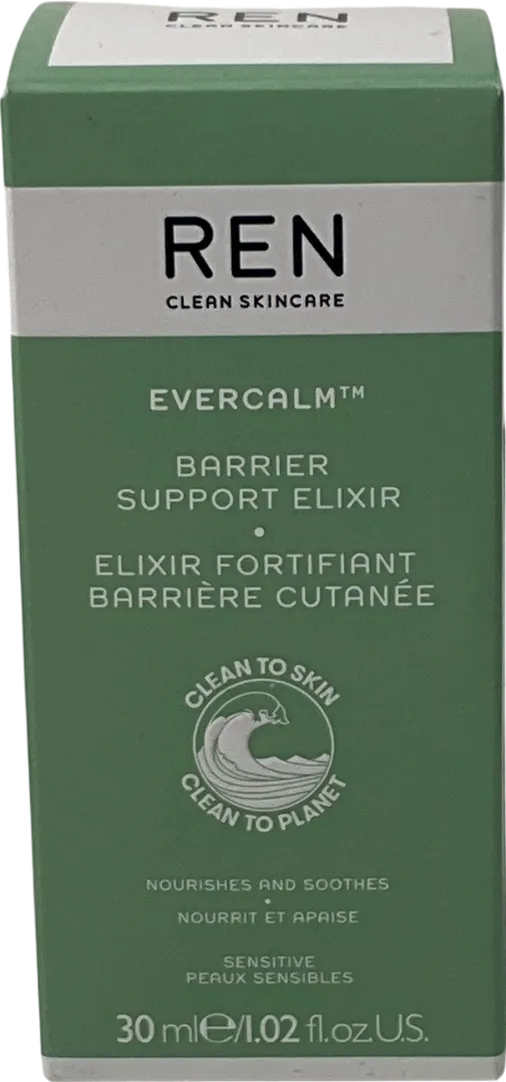 REN
CLEAN SKINCARE
REN
CLEAN SKINCARE
EVERCALM™
BARRIER
SUPPORT ELIXIR
•
ELIXIR FORTIFIANT
BARRIÈRE CUTANÉE
CLEAN TO SKIN
CLEAN TO PLANET
NOURISHES AND SOOTHES
•
NOURRIT ET APAISE
SENSITIVE
PEAUX SENSIBLES
30 ml℮/1.02 fl.oz.U.S.